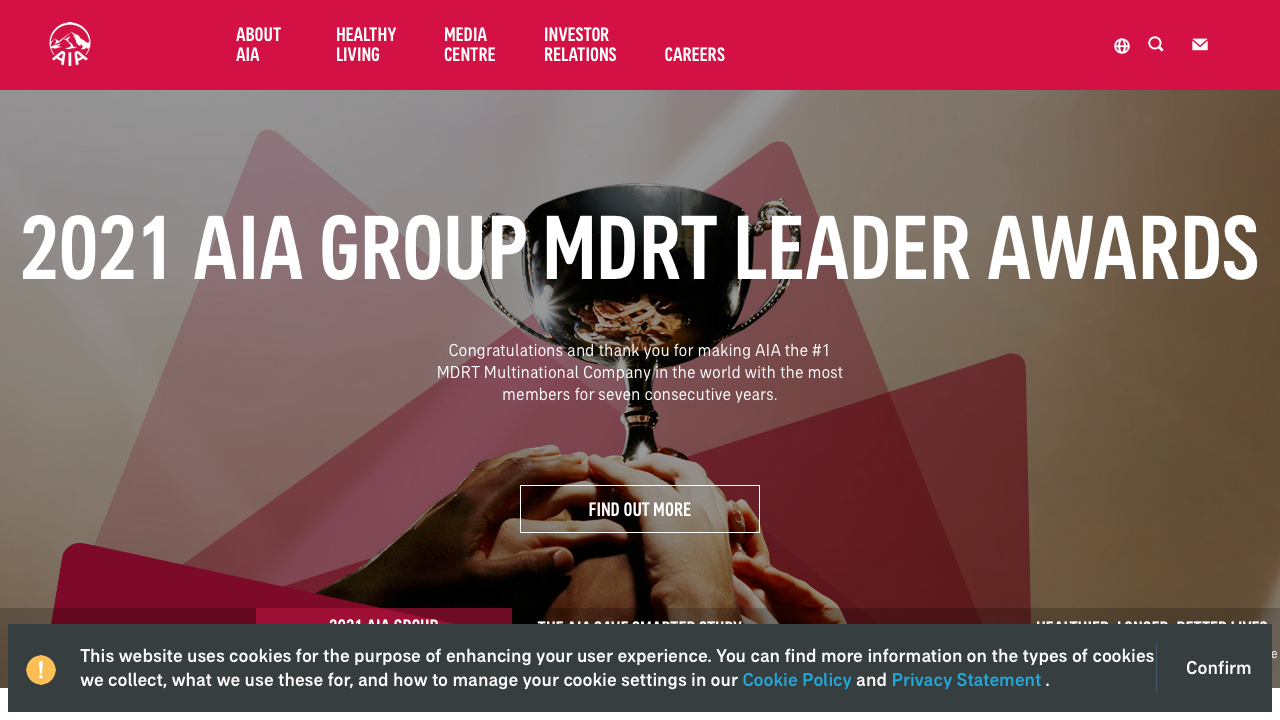 AIA
ABOUT
AIA
HEALTHY
LIVING
MEDIA
CENTRE
INVESTOR
RELATIONS
CAREERS
2021 AIA GROUP MDRT LEADER AWARDS
Congratulations and thank you for making AIA the #1
MDRT Multinational Company in the world with the most
members for seven consecutive years.
FIND OUT MORE
2021 AIA GROUP
THE AIA SAVE SMARTER STUDY
HEALTHIER, LONGER, BETTER LIVES
This website uses cookies for the purpose of enhancing your user experience. You can find more information on the types of cookies
we collect, what we use these for, and how to manage your cookie settings in our Cookie Policy and Privacy Statement .
Confirm